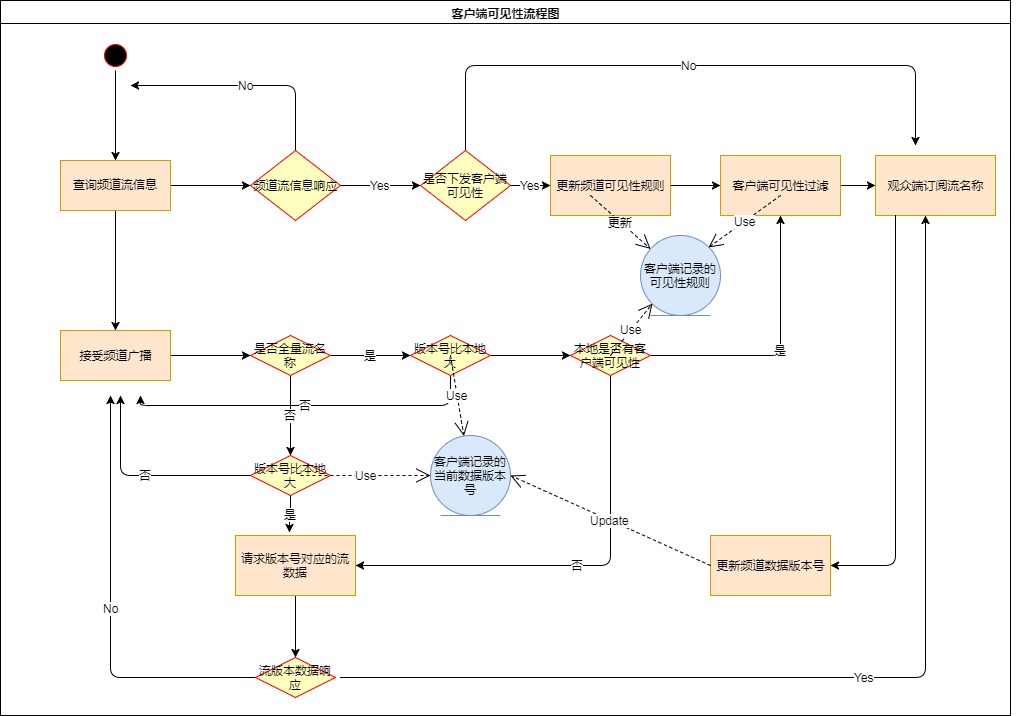 客户端可见性流程图
No
No
查询频道流信息
频道流信息响应
Yes
是否下发客户端
可见性
Yes
更新频道可见性规则
客户端可见性过滤
观众端订阅流名称
更新
Use
客户端记录的
可见性规则
Use
接受频道广播
是否全量流名
称
是
版本号比本地
大
本地是否有客
户端可见性
是
Use
否
否
版本号比本地
大
否
Use
客户端记录的
当前数据版本
号
是
Update
请求版本号对应的流
数据
否
更新频道数据版本号
No
流版本数据响
应
Yes